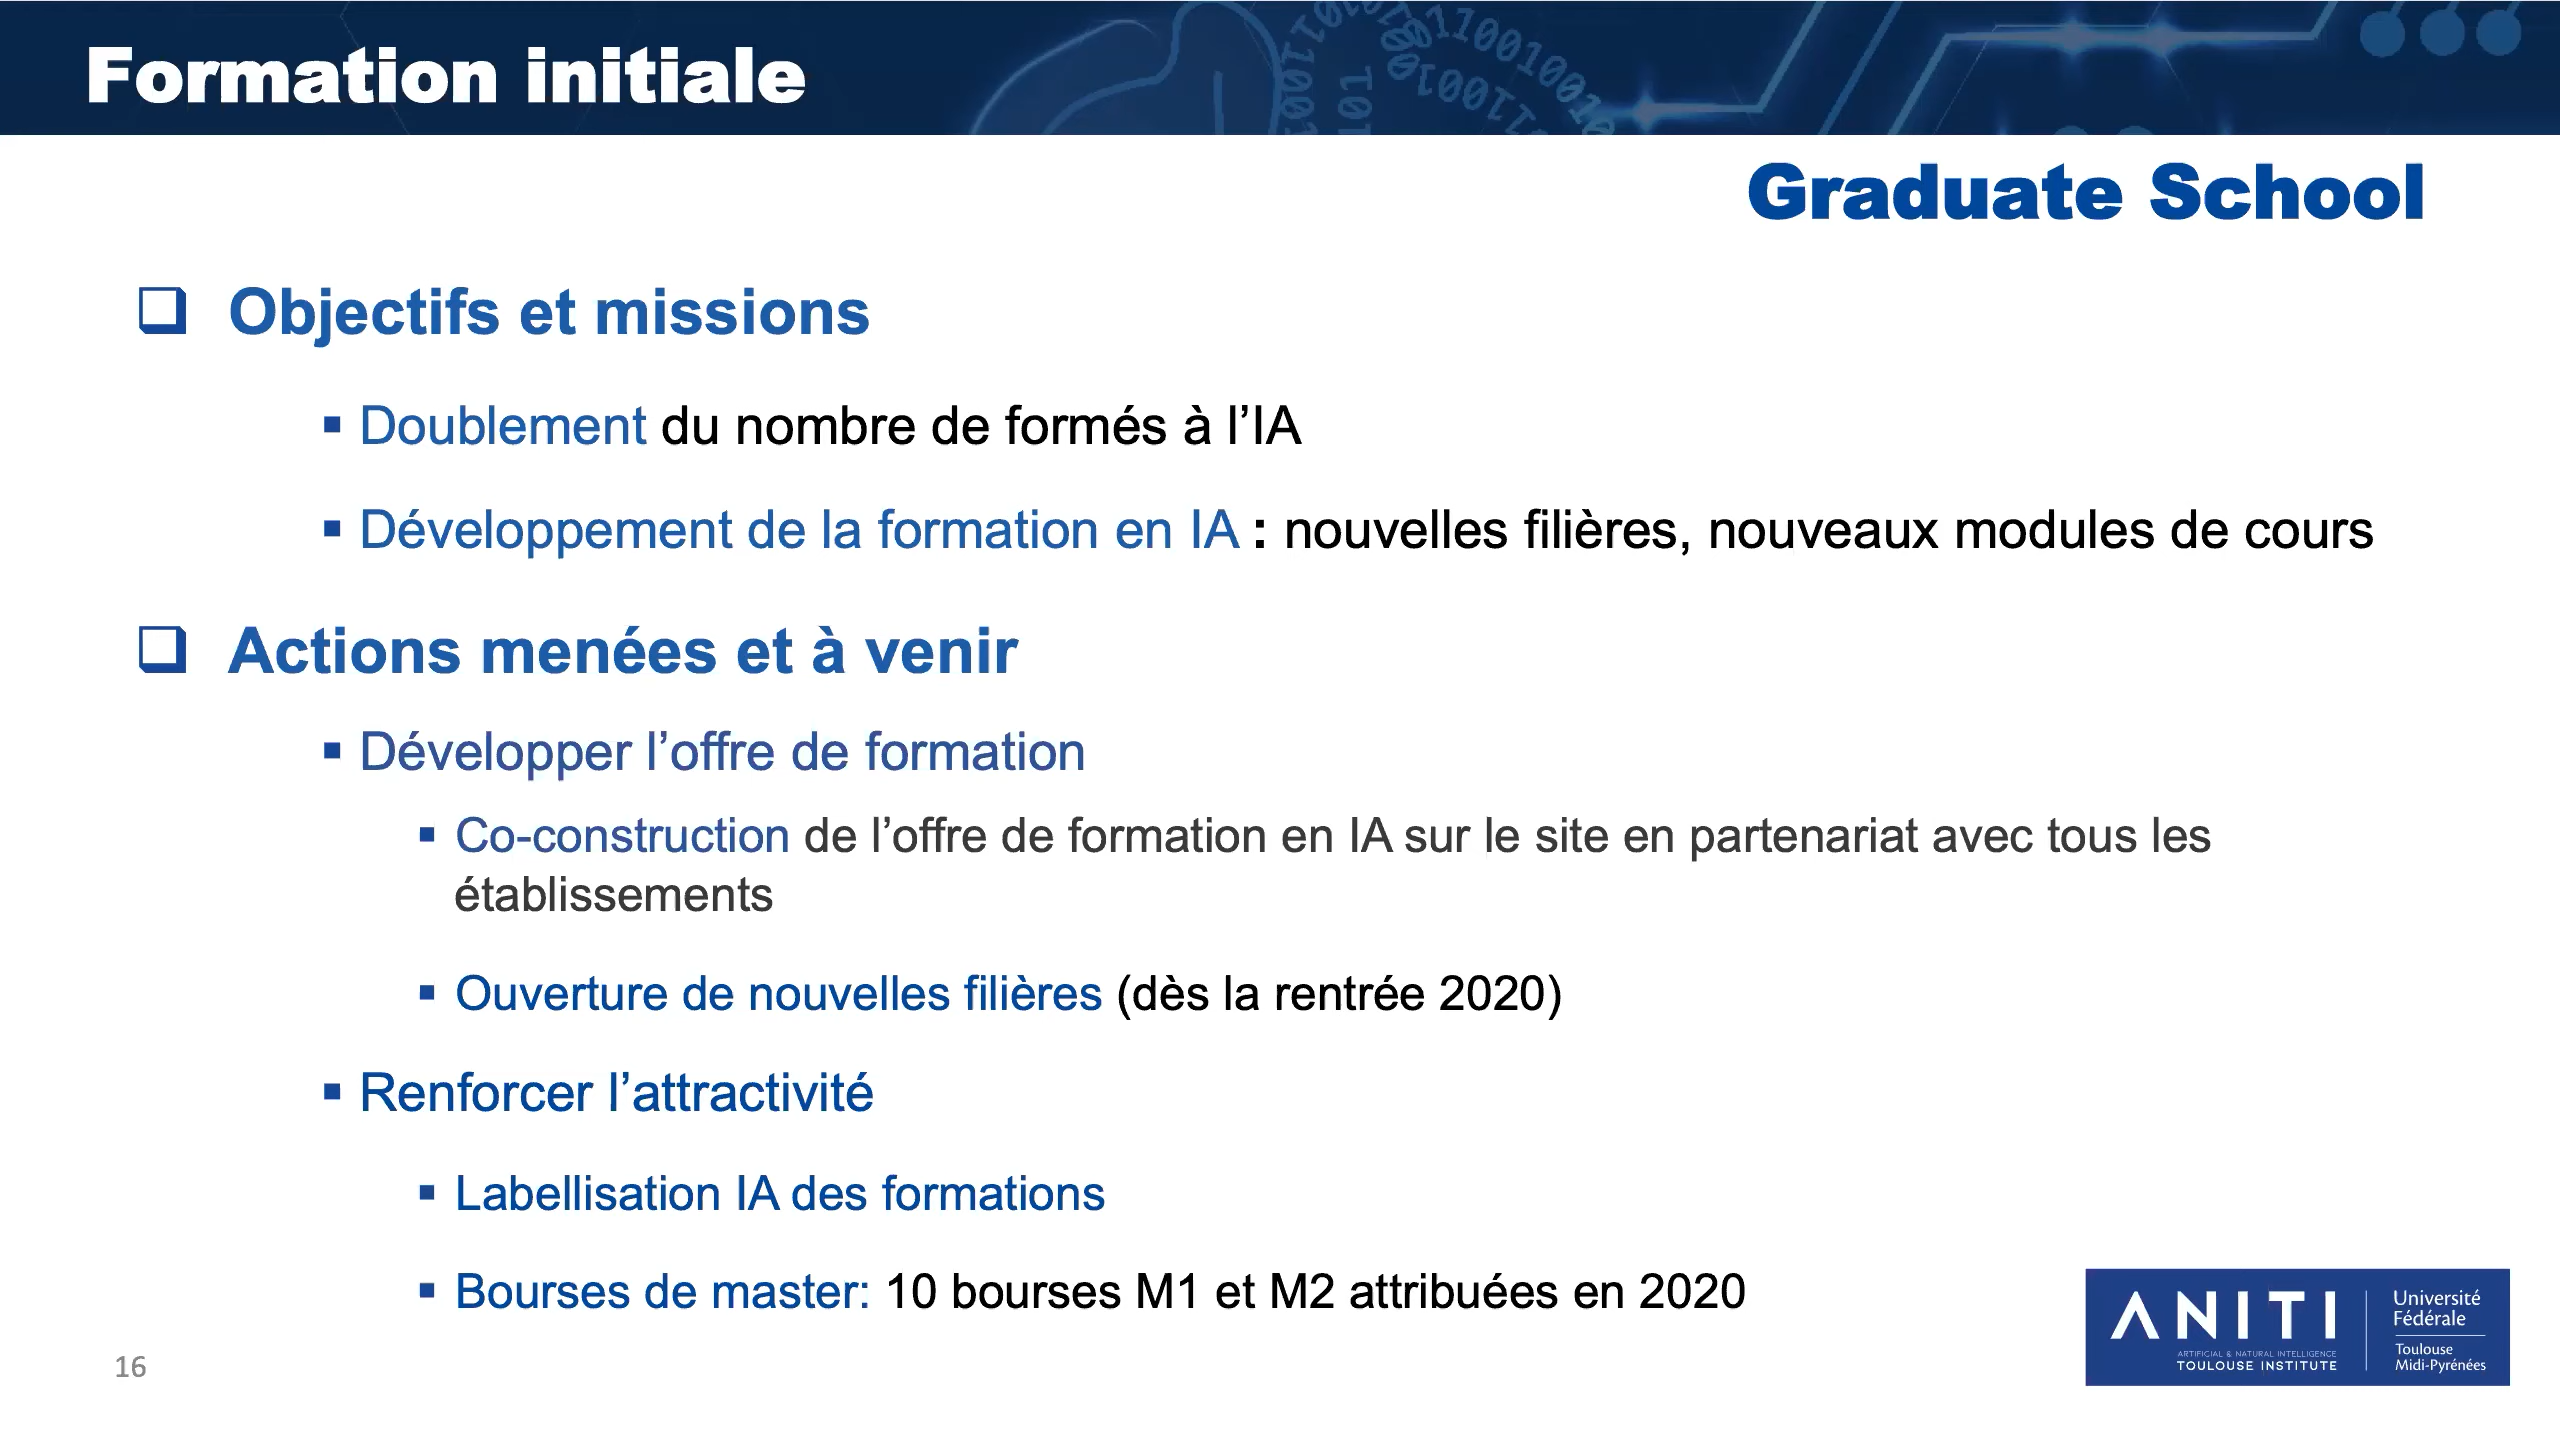 Formation initiale
Graduate School
Objectifs et missions
Doublement du nombre de formés à l’IA
Développement de la formation en IA : nouvelles filières, nouveaux modules de cours
Actions menées et à venir
Développer l’offre de formation
Co-construction de l’offre de formation en IA sur le site en partenariat avec tous les
établissements
Ouverture de nouvelles filières (dès la rentrée 2020)
Renforcer l’attractivité
Labellisation IA des formations
Bourses de master: 10 bourses M1 et M2 attribuées en 2020
16
ANITI
ARTIFICIAL & NATURAL INTELLIGENCE
TOULOUSE INSTITUTE
Université
Fédérale
Toulouse
Midi-Pyrénées